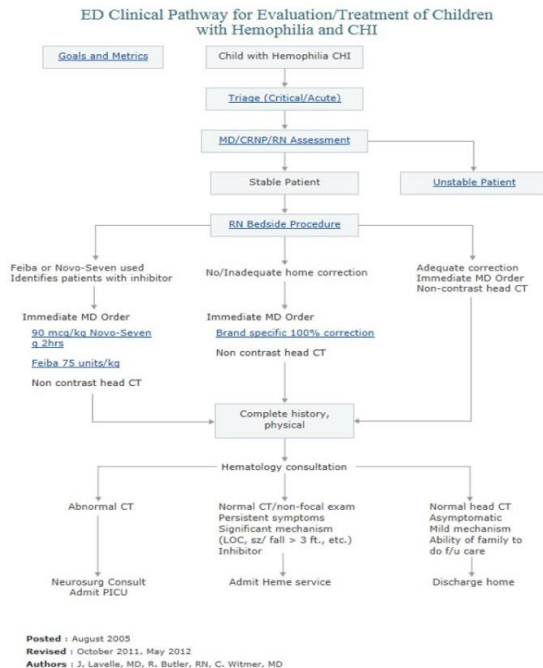 ED Clinical Pathway for Evaluation/Treatment of Children
with Hemophilia and CHI
Goals and Metrics
Child with Hemophilia CHI
Triage (Critical/Acute)
MD/CRNP/RN Assessment
Stable Patient
Unstable Patient
RN Bedside Procedure
Feiba or Novo-Seven used
Identifies patients with inhibitor
Immediate MD Order
90 mcg/kg Novo-Seven
q 2hrs
Feiba 75 units/kg
Non contrast head CT
No/Inadequate home correction
Immediate MD Order
Brand specific 100% correction
Non contrast head CT
Adequate correction
Immediate MD Order
Non-contrast head CT
Complete history,
physical
Hematology consultation
Abnormal CT
Neurosurg Consult
Admit PICU
Normal CT/non-focal exam
Persistent symptoms
Significant mechanism
(LOC, sz/ fall > 3 ft., etc.)
Inhibitor
Admit Heme service
Normal head CT
Asymptomatic
Mild mechanism
Ability of family to
do f/u care
Discharge home
Posted : August 2005
Revised : October 2011, May 2012
Authors : J. Lavelle, MD, R. Butler, RN, C. Witmer, MD